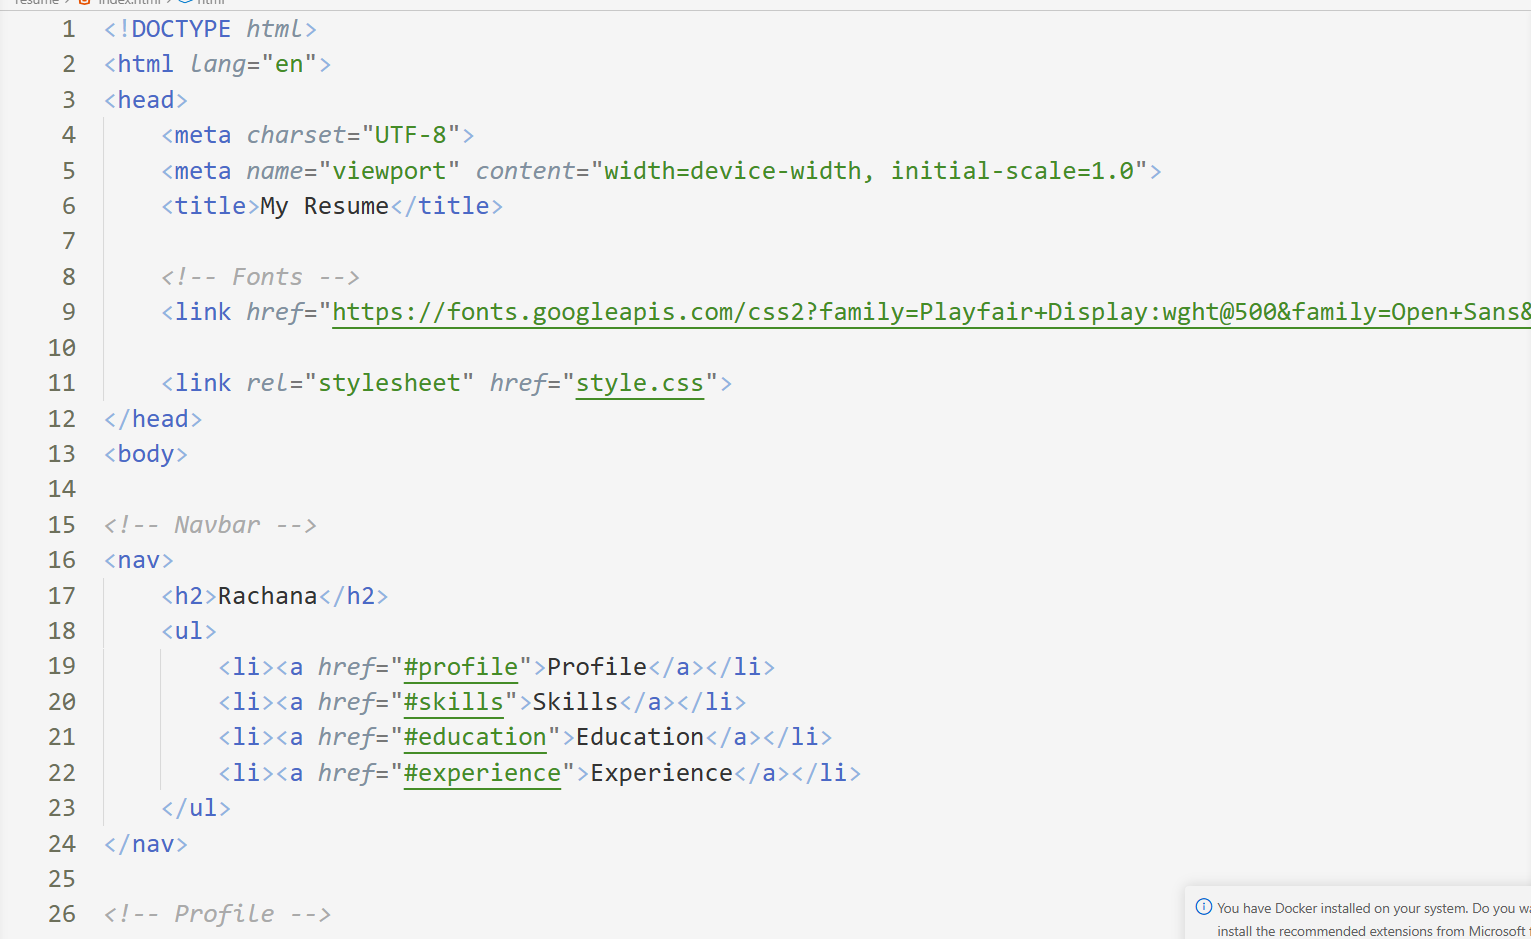 resume > index.html > html
1 <!DOCTYPE html>
2 <html lang="en">
3 <head>
4     <meta charset="UTF-8">
5     <meta name="viewport" content="width=device-width, initial-scale=1.0">
6     <title>My Resume</title>
7
8     <!-- Fonts -->
9     <link href="https://fonts.googleapis.com/css2?family=Playfair+Display:wght@500&family=Open+Sans&
10
11     <link rel="stylesheet" href="style.css">
12 </head>
13 <body>
14
15 <!-- Navbar -->
16 <nav>
17     <h2>Rachana</h2>
18     <ul>
19         <li><a href="#profile">Profile</a></li>
20         <li><a href="#skills">Skills</a></li>
21         <li><a href="#education">Education</a></li>
22         <li><a href="#experience">Experience</a></li>
23     </ul>
24 </nav>
25
26 <!-- Profile -->
You have Docker installed on your system. Do you
install the recommended extensions from Microsoft